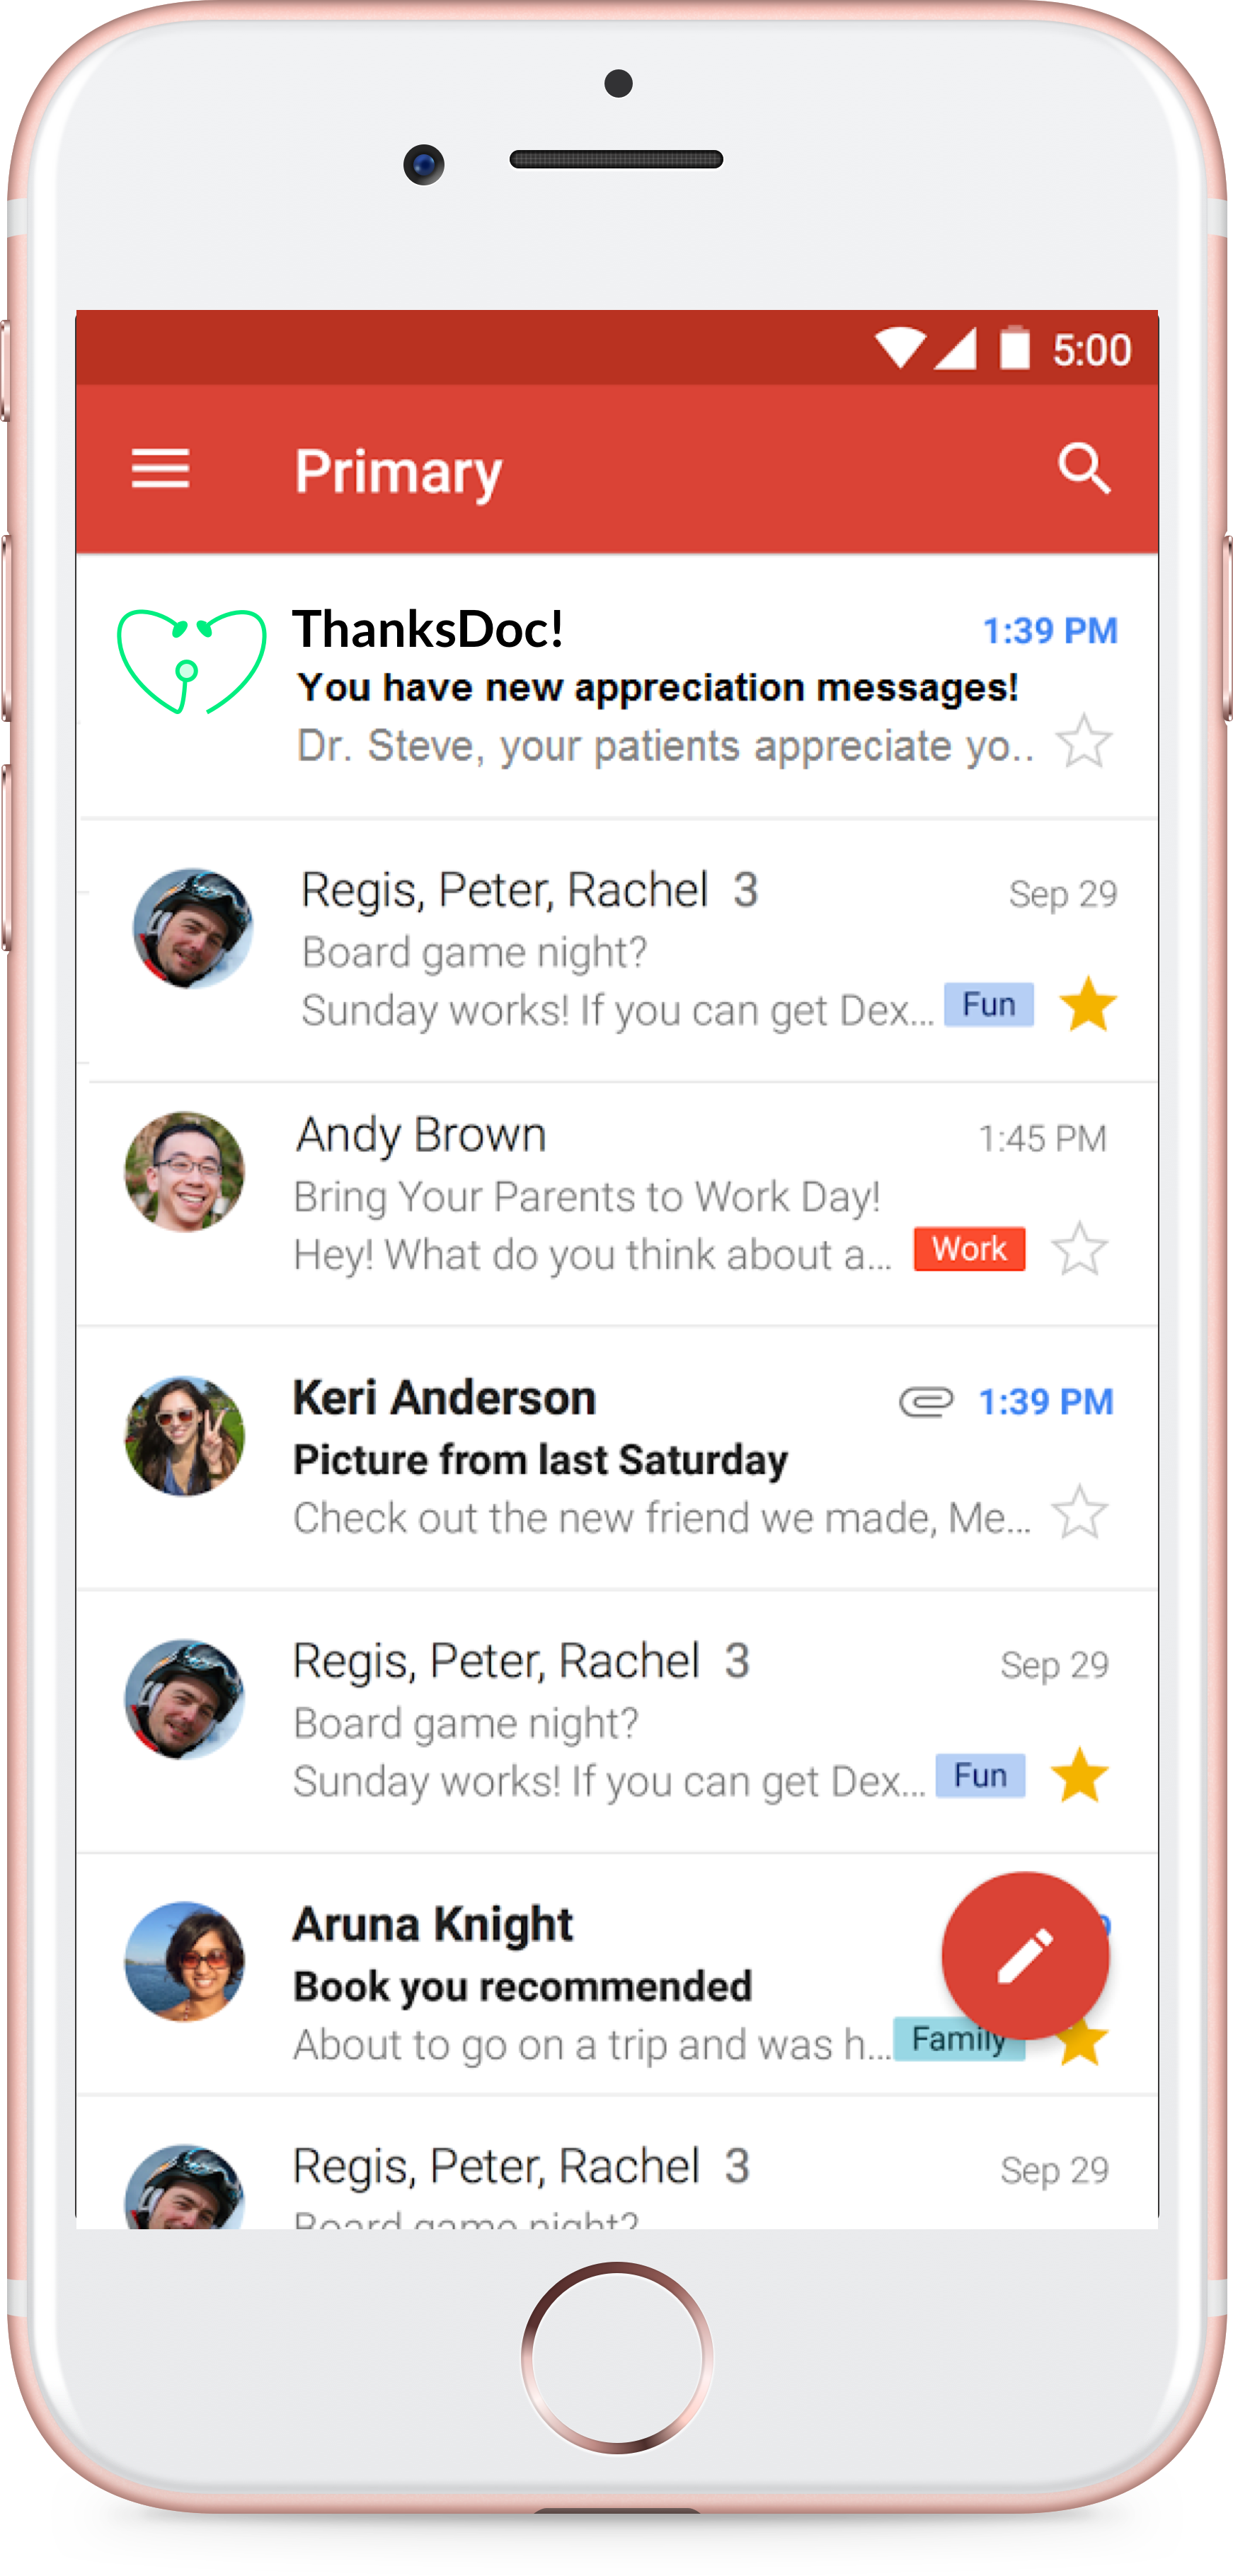 5:00
Primary
ThanksDoc! 1:39 PM
You have new appreciation messages!
Dr. Steve, your patients appreciate yo..
Regis, Peter, Rachel 3 Sep 29
Board game night?
Sunday works! If you can get Dex... Fun
Andy Brown 1:45 PM
Bring Your Parents to Work Day!
Hey! What do you think about a... Work
Keri Anderson 1:39 PM
Picture from last Saturday
Check out the new friend we made, Me...
Regis, Peter, Rachel 3 Sep 29
Board game night?
Sunday works! If you can get Dex... Fun
Aruna Knight
Book you recommended
About to go on a trip and was h... Family
Regis, Peter, Rachel 3 Sep 29
Board game night?